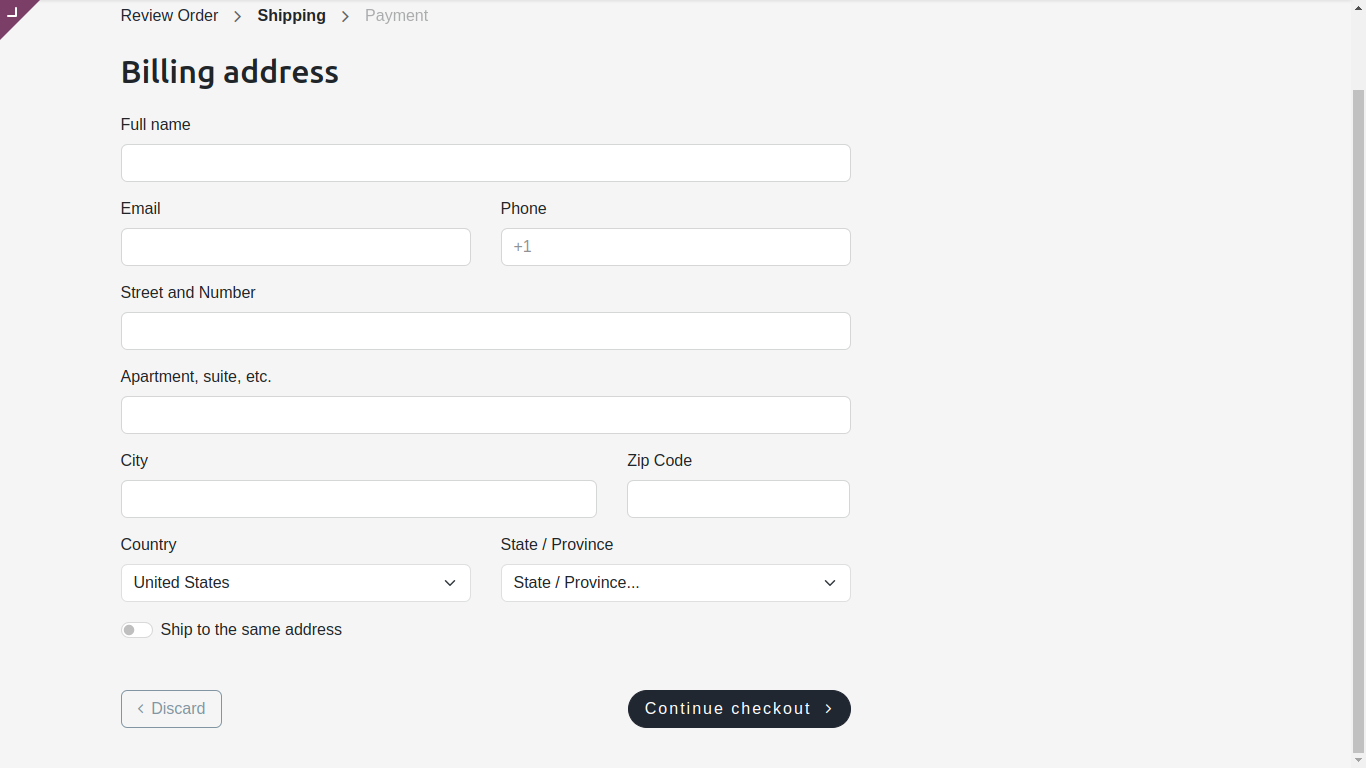 Review Order > Shipping > Payment
Billing address
Full name
Email Phone
+1
Street and Number
Apartment, suite, etc.
City Zip Code
Country State / Province
United States State / Province...
Ship to the same address
Discard Continue checkout